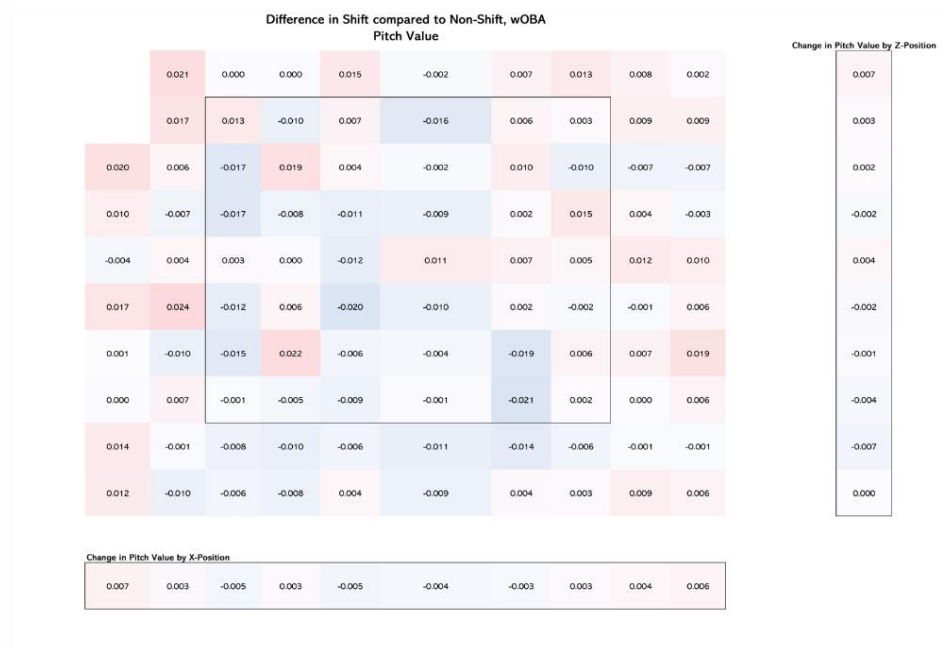 Difference in Shift compared to Non-Shift, wOBA
Pitch Value
Change in Pitch Value by Z-Position
0.021 0.000 0.000 0.015 -0.002 0.007 0.013 0.008 0.002 0.007
0.017 0.013 -0.010 0.007 -0.016 0.006 0.003 0.009 0.009 0.003
0.020 0.006 -0.017 0.019 0.004 -0.002 0.010 -0.010 -0.007 -0.007 0.002
0.010 -0.007 -0.017 -0.008 -0.011 -0.009 0.002 0.015 0.004 -0.003 -0.002
-0.004 0.004 0.003 0.000 -0.012 0.011 0.007 0.005 0.012 0.010 0.004
0.017 0.024 -0.012 0.006 -0.020 -0.010 0.002 -0.002 -0.001 0.006 -0.002
0.001 -0.010 -0.015 0.022 -0.006 -0.004 -0.019 0.006 0.007 0.019 -0.001
0.000 0.007 -0.001 -0.005 -0.009 -0.001 -0.021 0.002 0.000 0.006 -0.004
0.014 -0.001 -0.008 -0.010 -0.006 -0.011 -0.014 -0.006 -0.001 -0.001 -0.007
0.012 -0.010 -0.006 -0.008 0.004 -0.009 0.004 0.003 0.009 0.006 0.000
Change in Pitch Value by X-Position
0.007 0.003 -0.005 0.003 -0.005 -0.004 -0.003 0.003 0.004 0.006